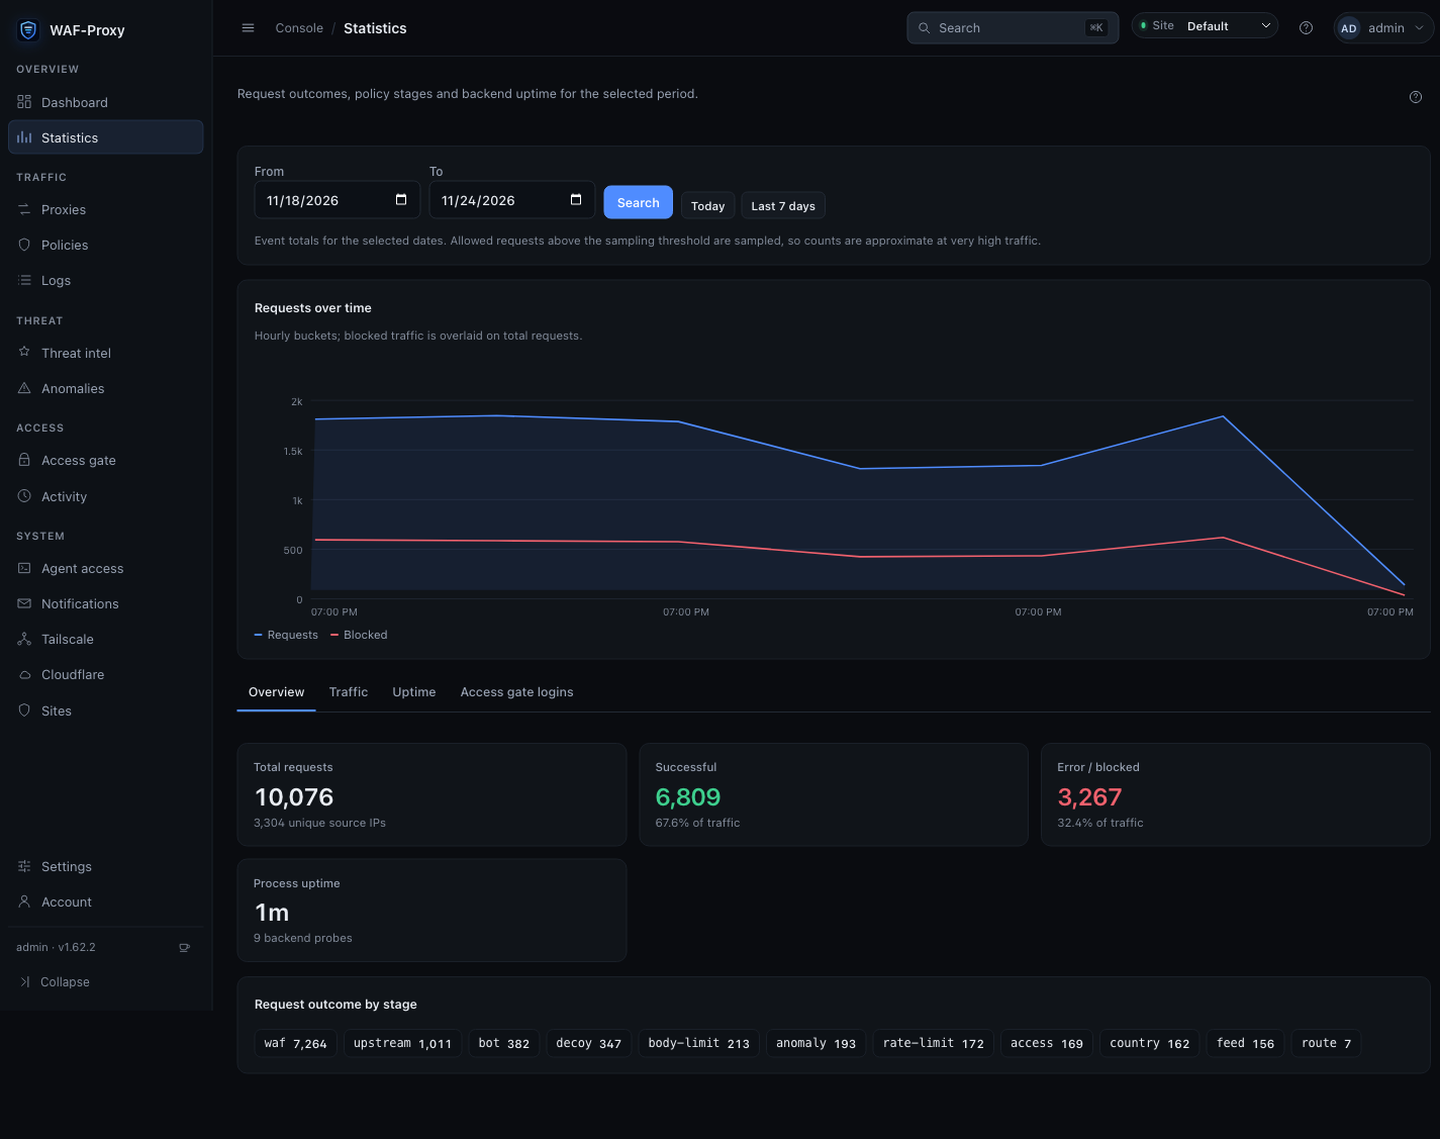 WAF-Proxy
OVERVIEW
Dashboard
Statistics
TRAFFIC
Proxies
Policies
Logs
THREAT
Threat intel
Anomalies
ACCESS
Access gate
Activity
SYSTEM
Agent access
Notifications
Tailscale
Cloudflare
Sites
Settings
Account
admin · v1.62.2
Collapse
Console / Statistics
Search ⌘K
Site Default
AD admin
Request outcomes, policy stages and backend uptime for the selected period.
From To
11/18/2026 11/24/2026 Search Today Last 7 days
Event totals for the selected dates. Allowed requests above the sampling threshold are sampled, so counts are approximate at very high traffic.
Requests over time
Hourly buckets; blocked traffic is overlaid on total requests.
2k
1.5k
1k
500
0
07:00 PM 07:00 PM 07:00 PM 07:00 PM
Requests Blocked
Overview Traffic Uptime Access gate logins
Total requests
10,076
3,304 unique source IPs
Successful
6,809
67.6% of traffic
Error / blocked
3,267
32.4% of traffic
Process uptime
1m
9 backend probes
Request outcome by stage
waf 7,264 upstream 1,011 bot 382 decoy 347 body-limit 213 anomaly 193 rate-limit 172 access 169 country 162 feed 156 route 7